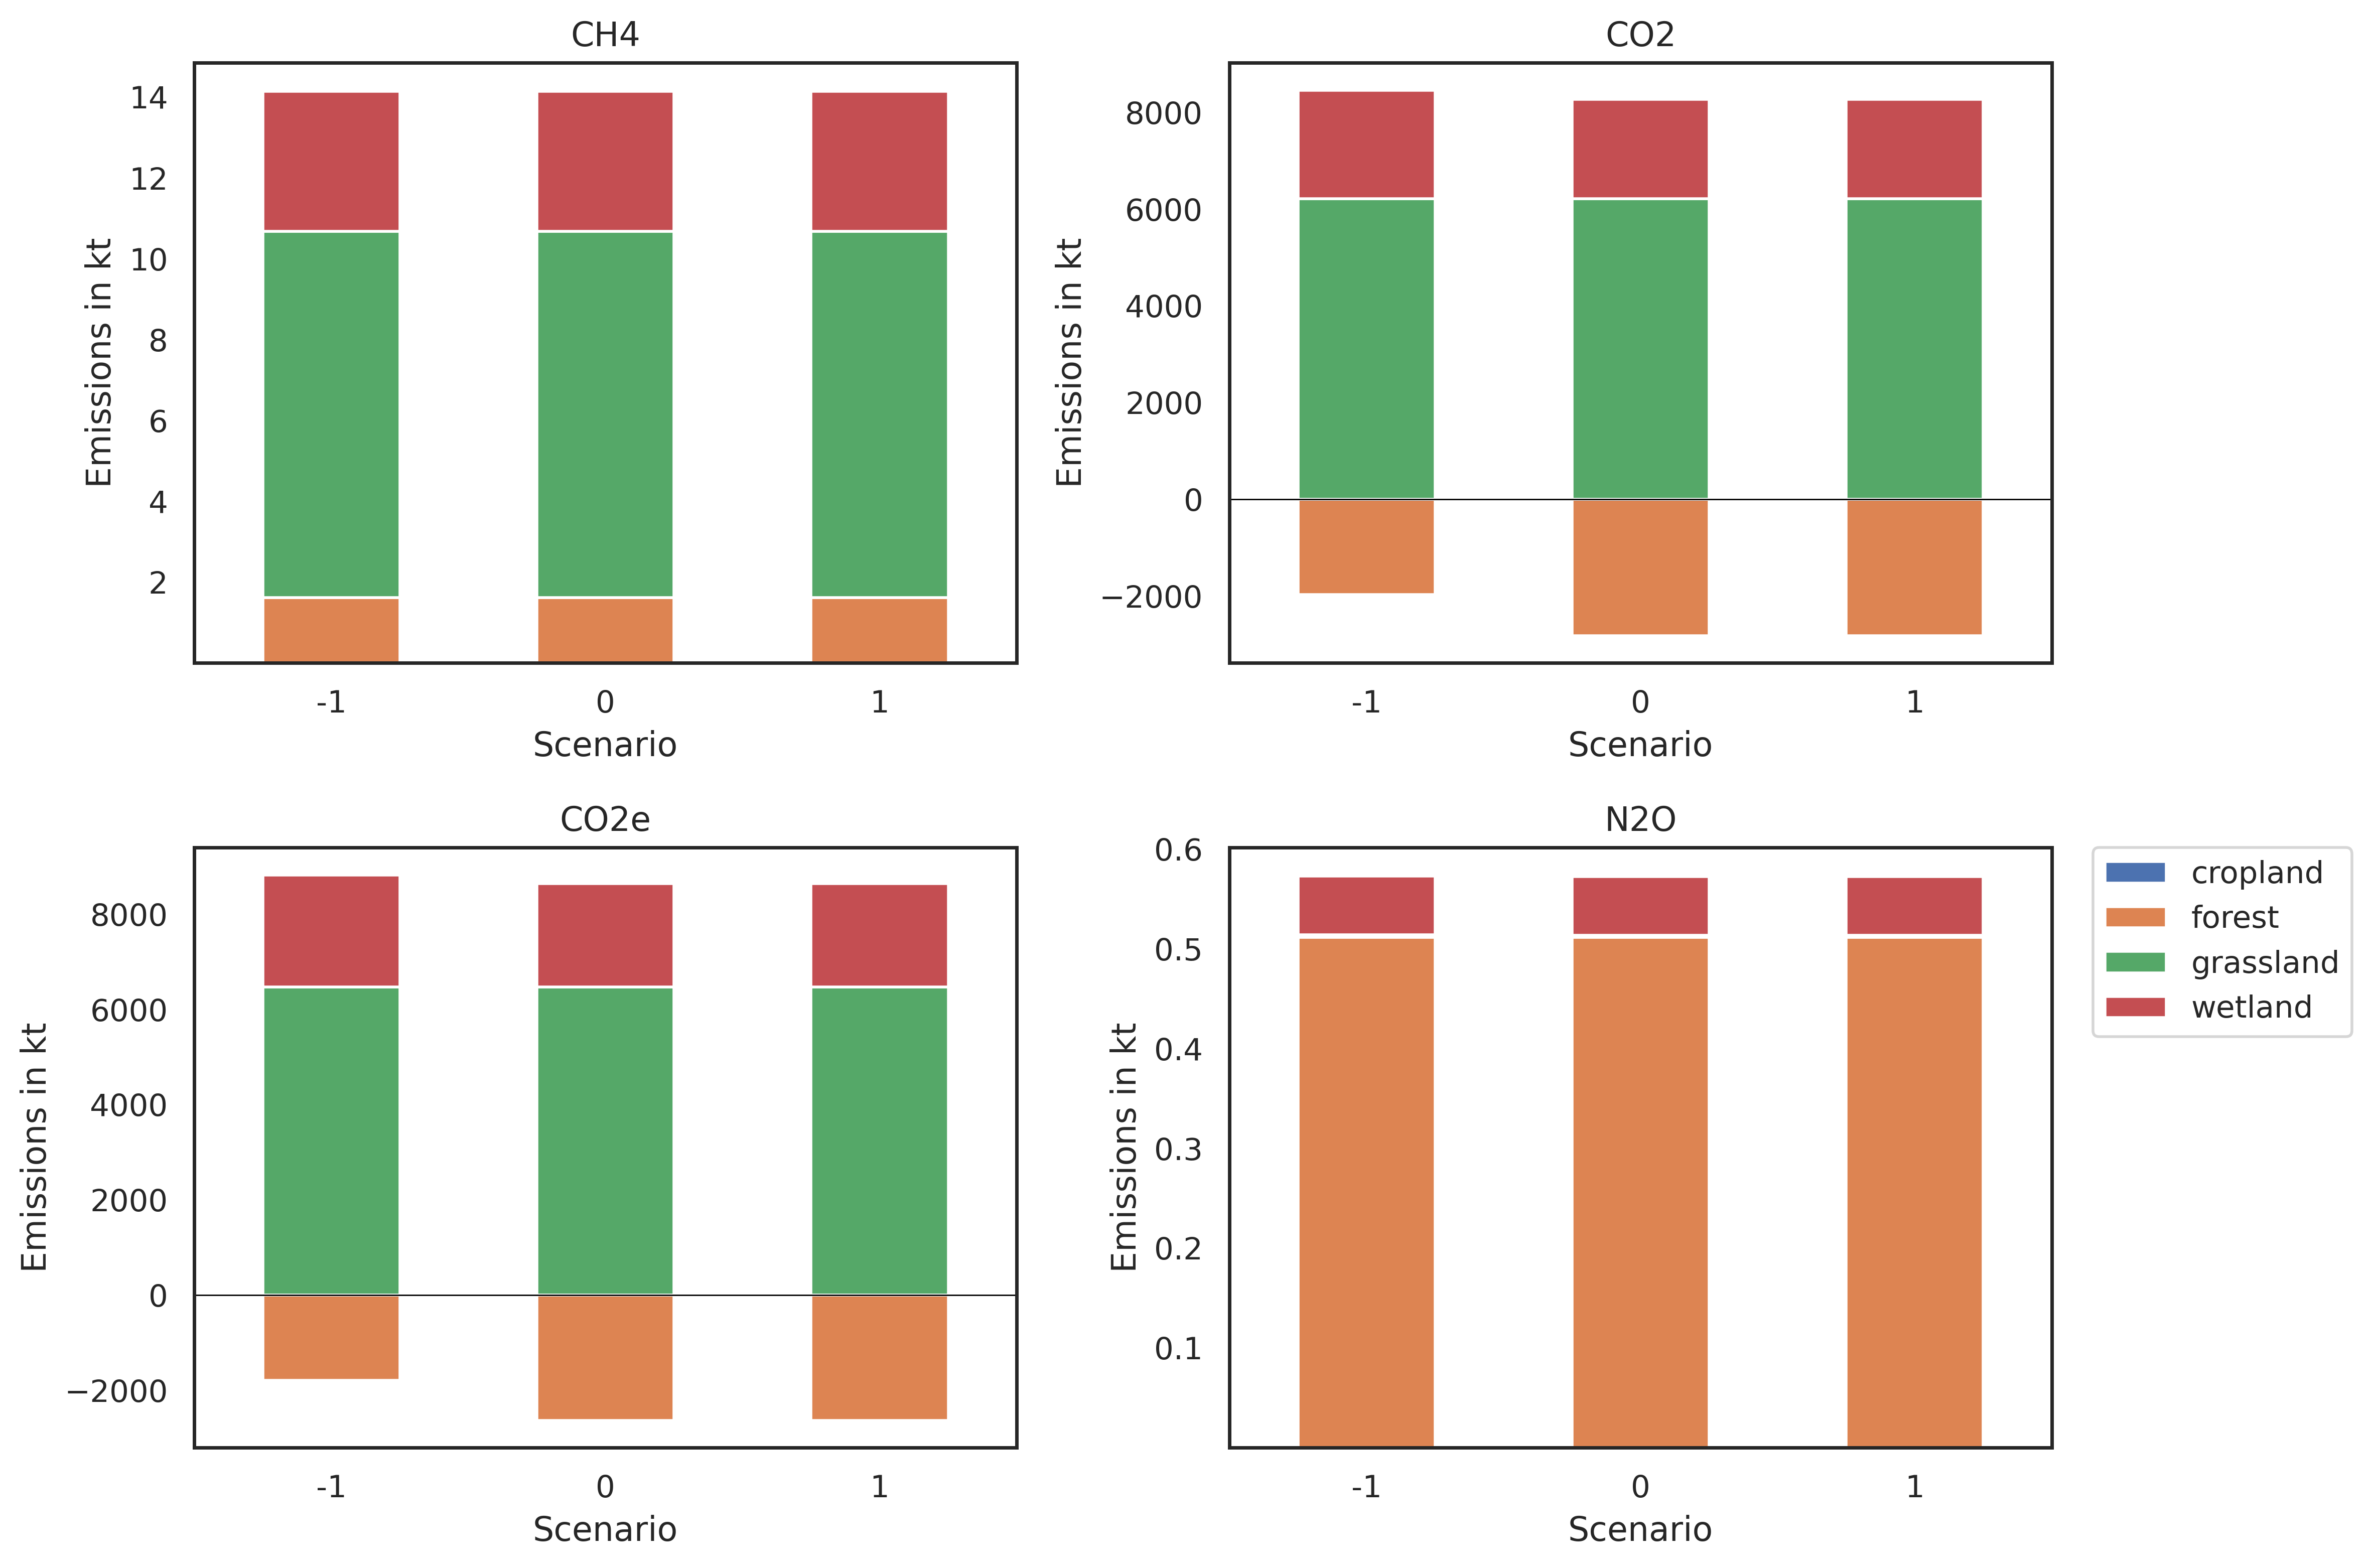 CH4
14
12
10
8
6
4
2
Emissions in kt
-1 0 1
Scenario
CO2
8000
6000
4000
2000
0
−2000
Emissions in kt
-1 0 1
Scenario
CO2e
8000
6000
4000
2000
0
−2000
Emissions in kt
-1 0 1
Scenario
N2O
0.6
0.5
0.4
0.3
0.2
0.1
Emissions in kt
-1 0 1
Scenario
cropland
forest
grassland
wetland